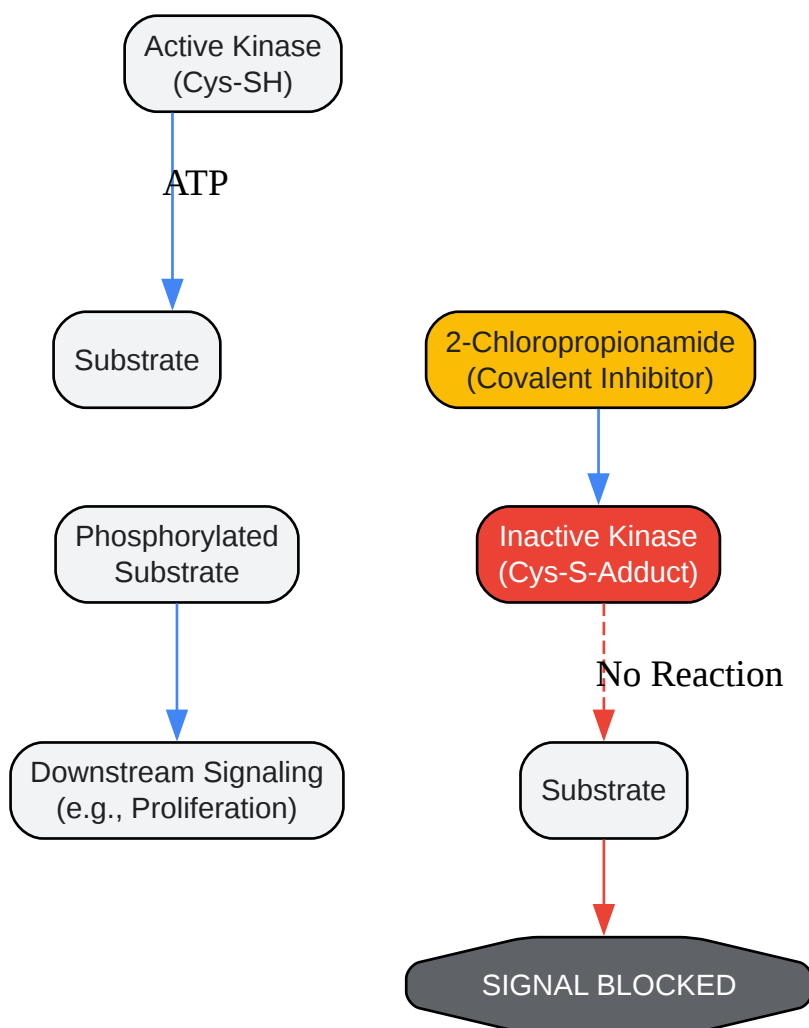 Active Kinase
(Cys-SH)
ATP
Substrate
Phosphorylated
Substrate
Downstream Signaling
(e.g., Proliferation)
2-Chloropropionamide
(Covalent Inhibitor)
Inactive Kinase
(Cys-S-Adduct)
No Reaction
Substrate
SIGNAL BLOCKED